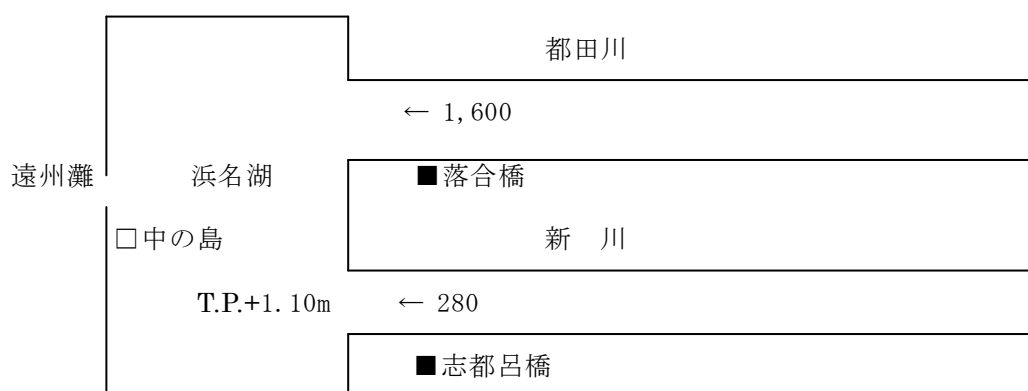 都田川
← 1,600
遠州灘 浜名湖 ■落合橋
□中の島 新　川
T.P.+1.10m ← 280
■志都呂橋